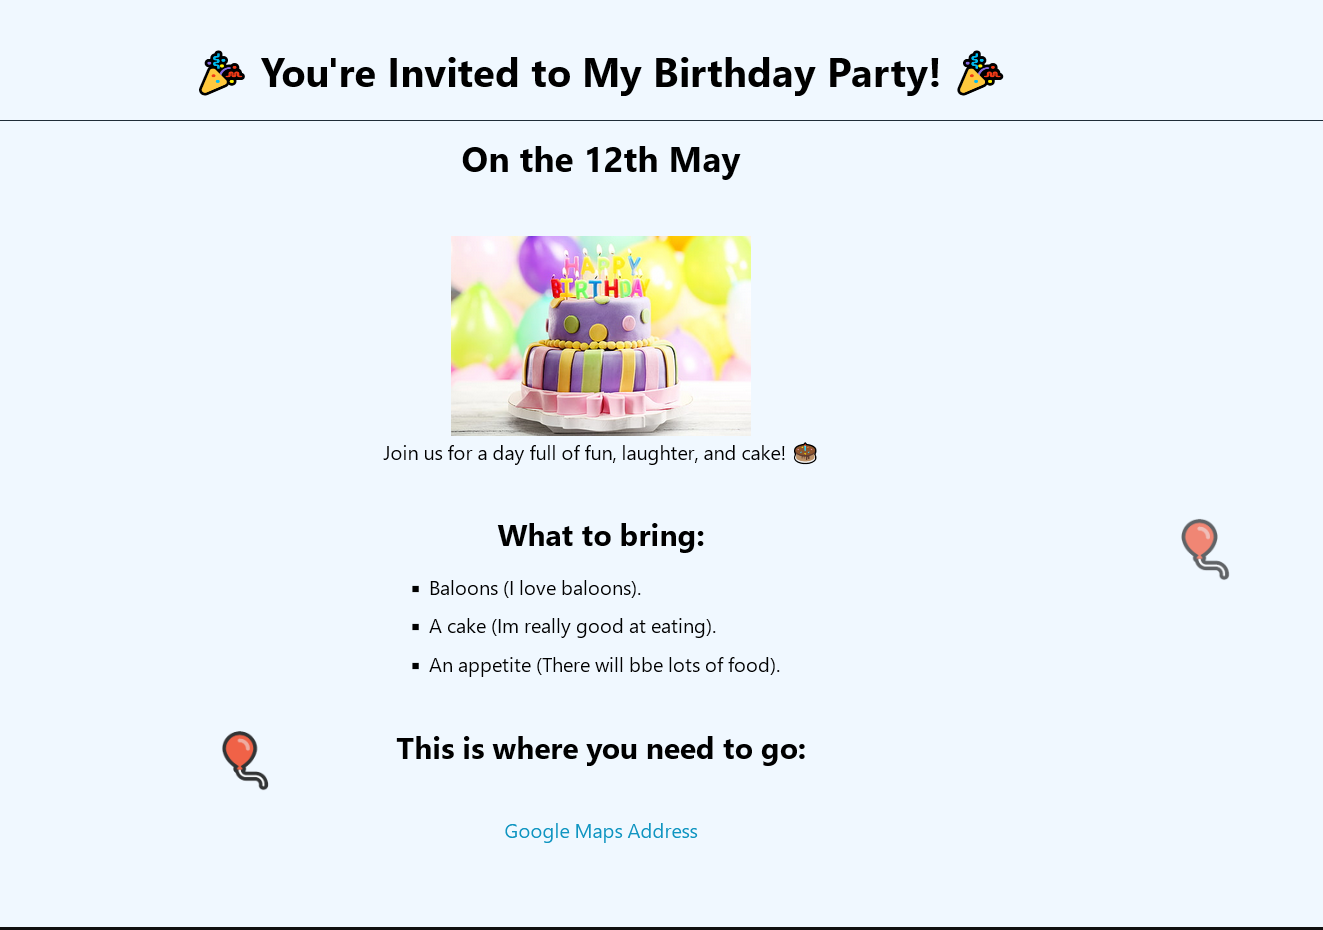 🎉 You're Invited to My Birthday Party! 🎉
On the 12th May
HAPPY
BIRTHDAY
Join us for a day full of fun, laughter, and cake! 🎂
What to bring:
▪ Baloons (I love baloons).
▪ A cake (Im really good at eating).
▪ An appetite (There will bbe lots of food).
This is where you need to go:
Google Maps Address